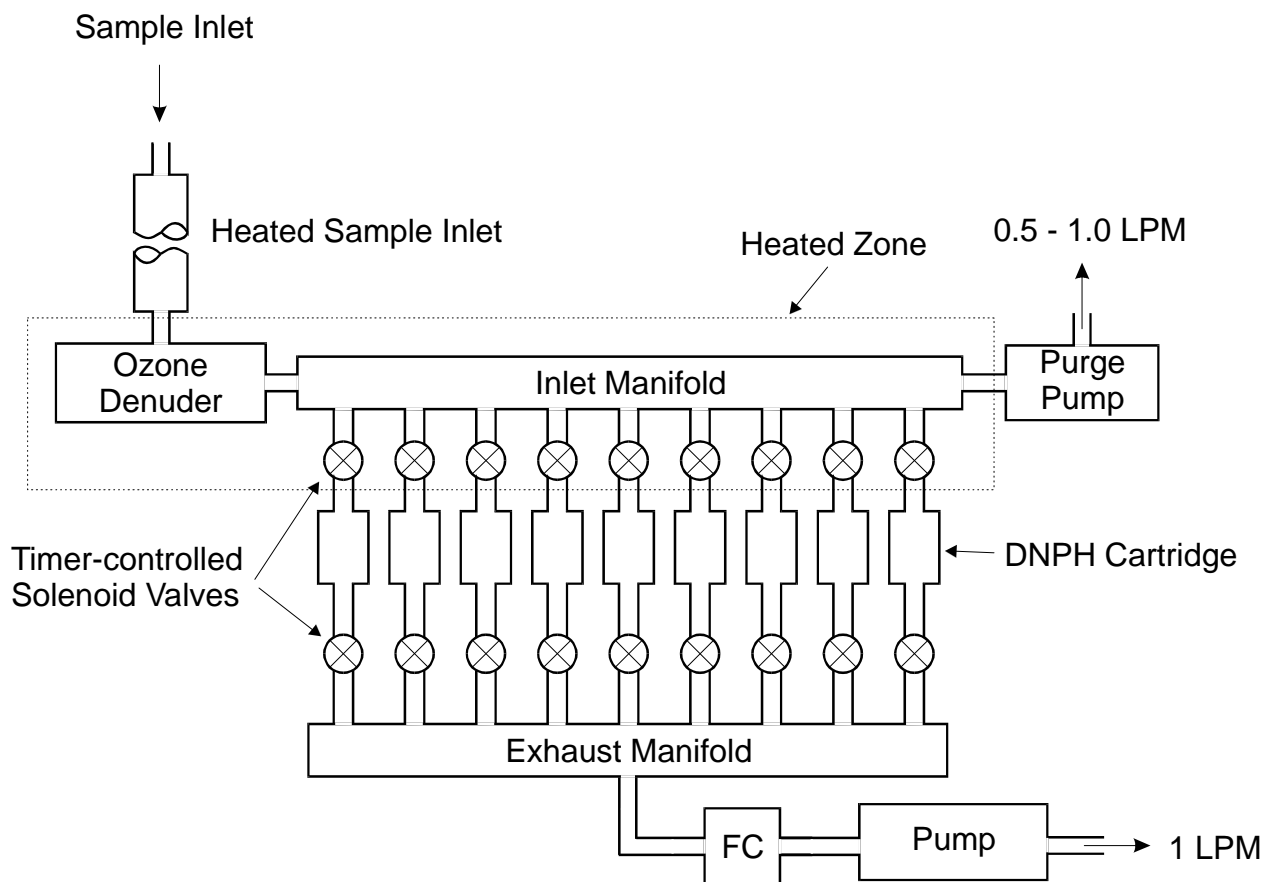 Sample Inlet
Heated Sample Inlet
Heated Zone
0.5 - 1.0 LPM
Ozone
Denuder
Inlet Manifold
Purge
Pump
Timer-controlled
Solenoid Valves
DNPH Cartridge
Exhaust Manifold
FC
Pump
1 LPM